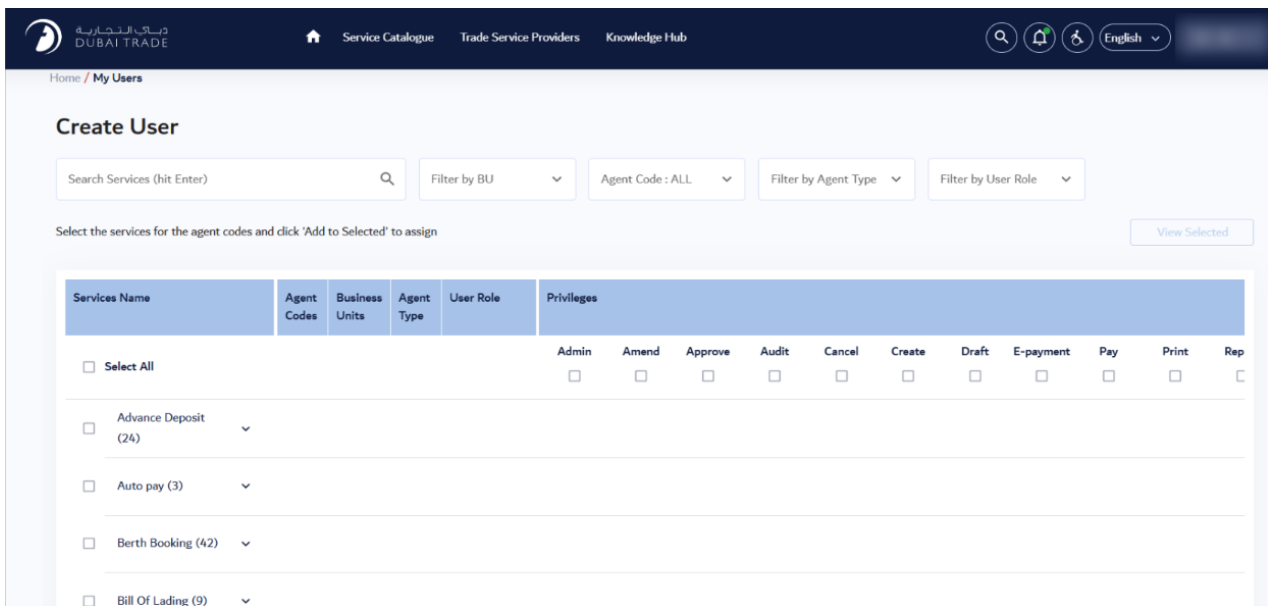 دبي التجارية
DUBAI TRADE
Service Catalogue
Trade Service Providers
Knowledge Hub
English
Home / My Users
Create User
Search Services (hit Enter)
Filter by BU
Agent Code : ALL
Filter by Agent Type
Filter by User Role
Select the services for the agent codes and click 'Add to Selected' to assign
View Selected
Services Name
Agent
Codes
Business
Units
Agent
Type
User Role
Privileges
Select All
Admin
Amend
Approve
Audit
Cancel
Create
Draft
E-payment
Pay
Print
Rep
Advance Deposit
(24)
Auto pay (3)
Berth Booking (42)
Bill Of Lading (9)